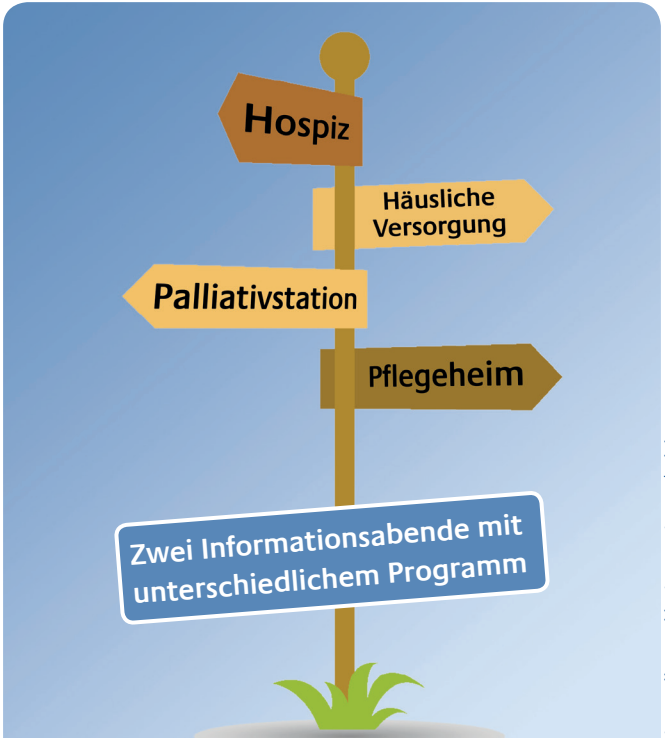 Hospiz
Häusliche
Versorgung
Palliativstation
Pflegeheim
Zwei Informationsabende mit
unterschiedlichem Programm